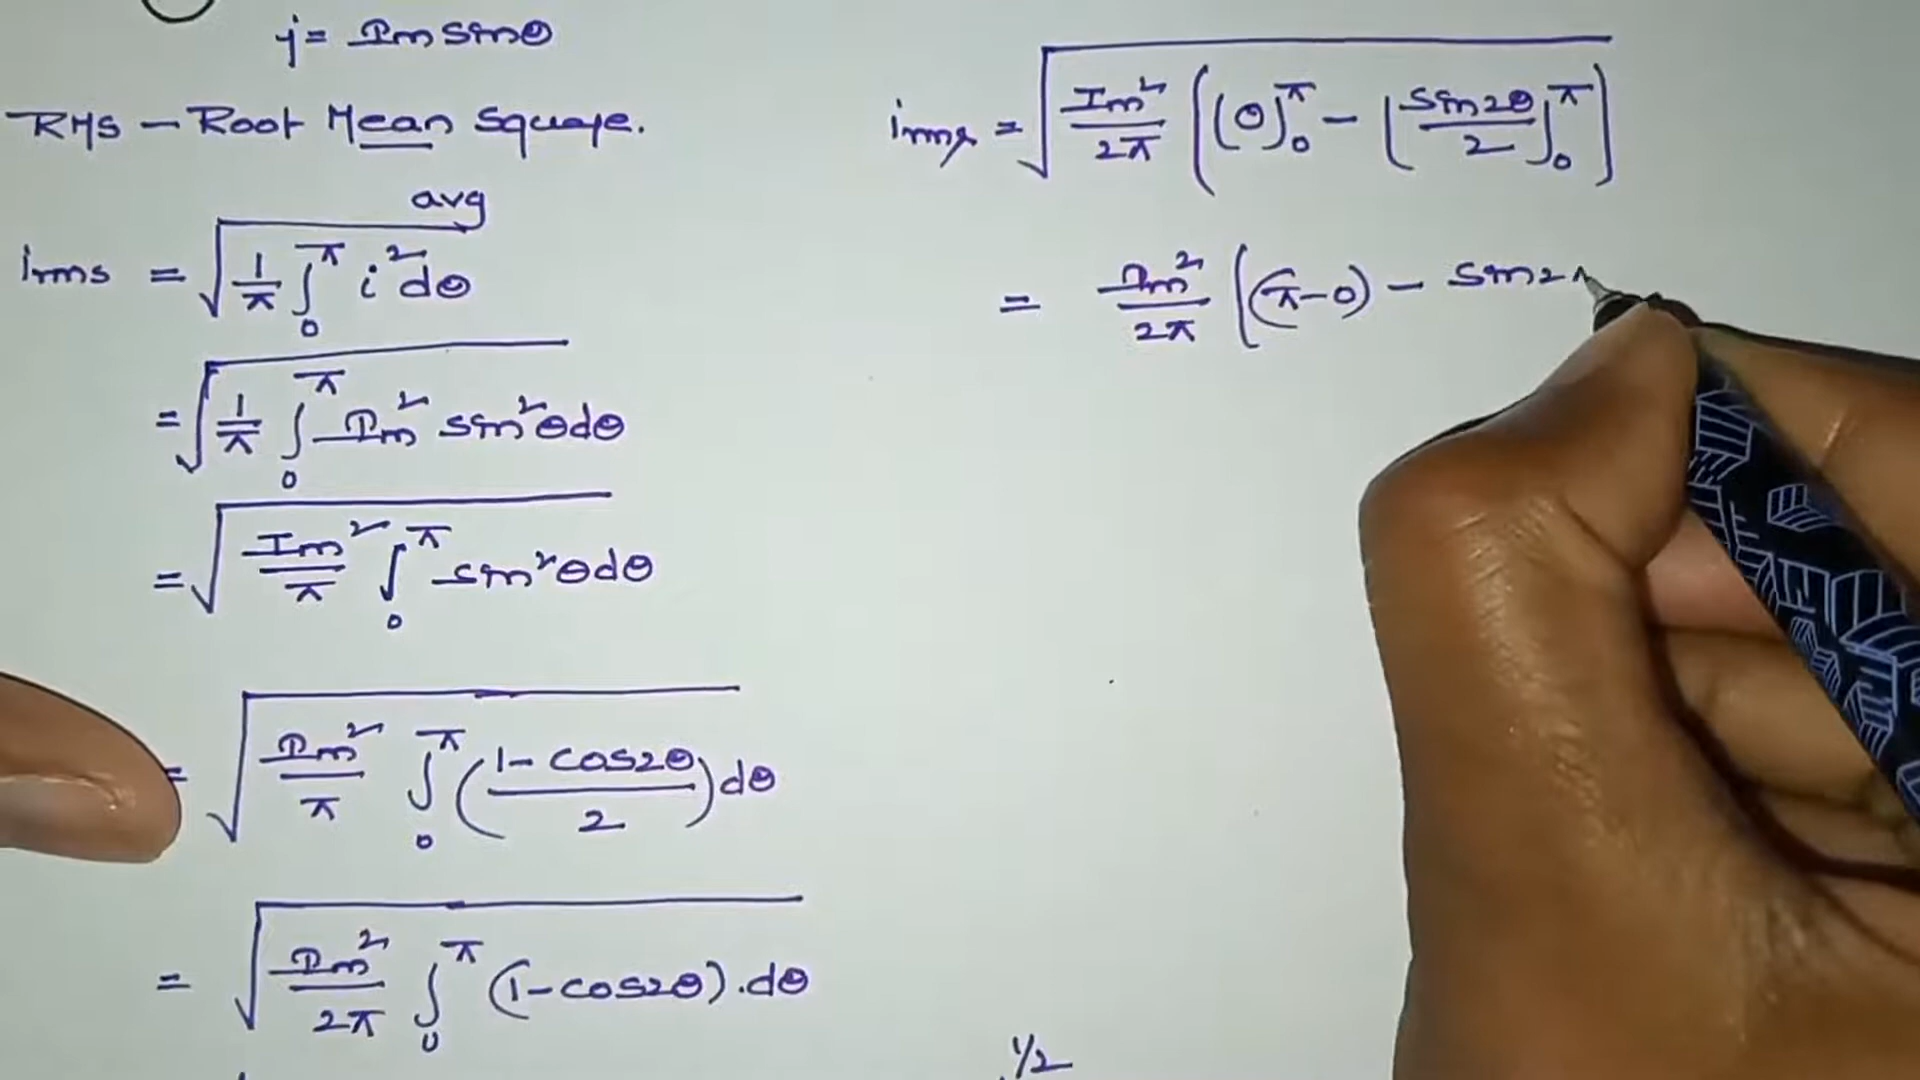 i = Im sinθ
RMS – Root Mean Square.
avg
irms = √(1/π ∫₀^π i² dθ)
= √(1/π ∫₀^π Im² sin²θ dθ)
= √(Im²/π ∫₀^π sin²θ dθ)
= √(Im²/π ∫₀^π ((1 - cos2θ)/2) dθ)
= √(Im²/2π ∫₀^π (1 - cos2θ) . dθ)
irms = √(Im²/2π ((θ)₀^π - (sin2θ/2)₀^π))
= Im²/2π ((π - 0) - sin2
1/2